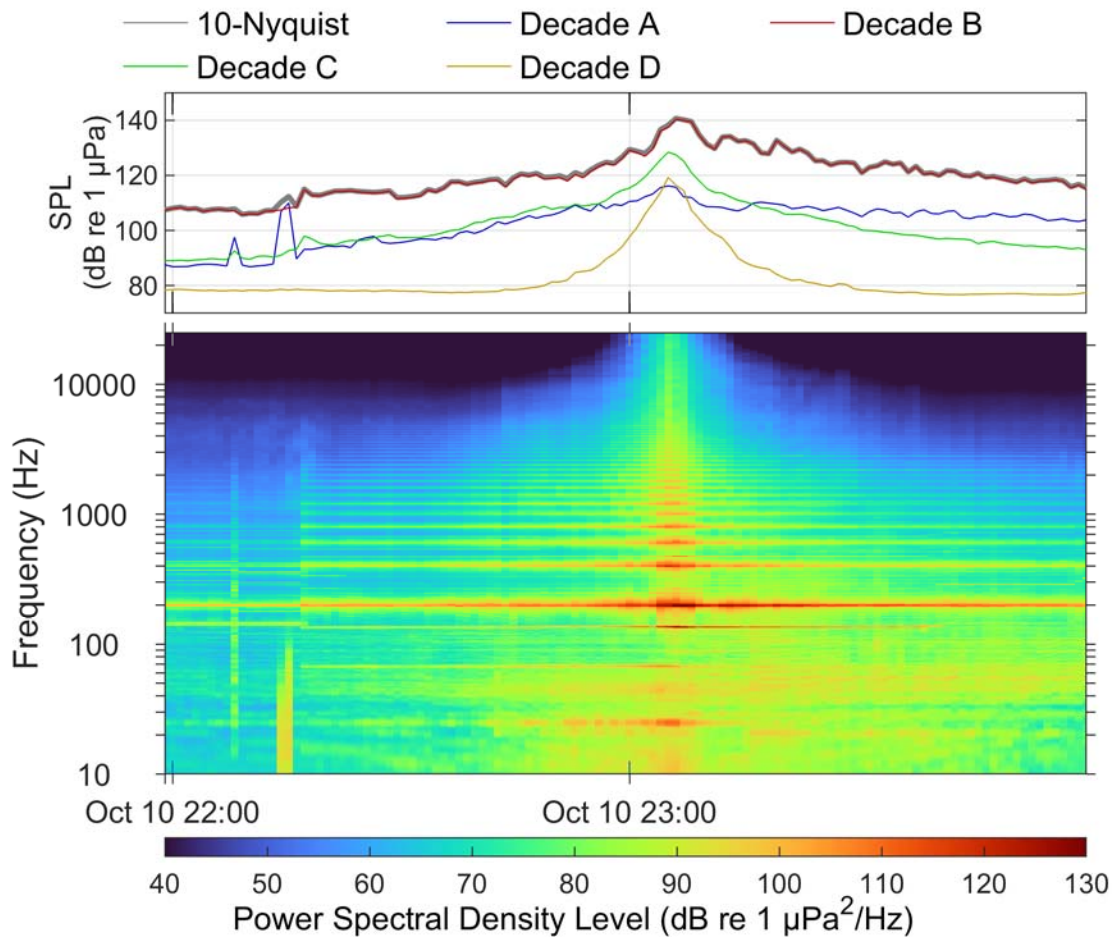 10-Nyquist Decade A Decade B
Decade C Decade D
140
120
100
80
SPL
(dB re 1 µPa)
10000
1000
100
10
Frequency (Hz)
Oct 10 22:00 Oct 10 23:00
40 50 60 70 80 90 100 110 120 130
Power Spectral Density Level (dB re 1 µPa²/Hz)